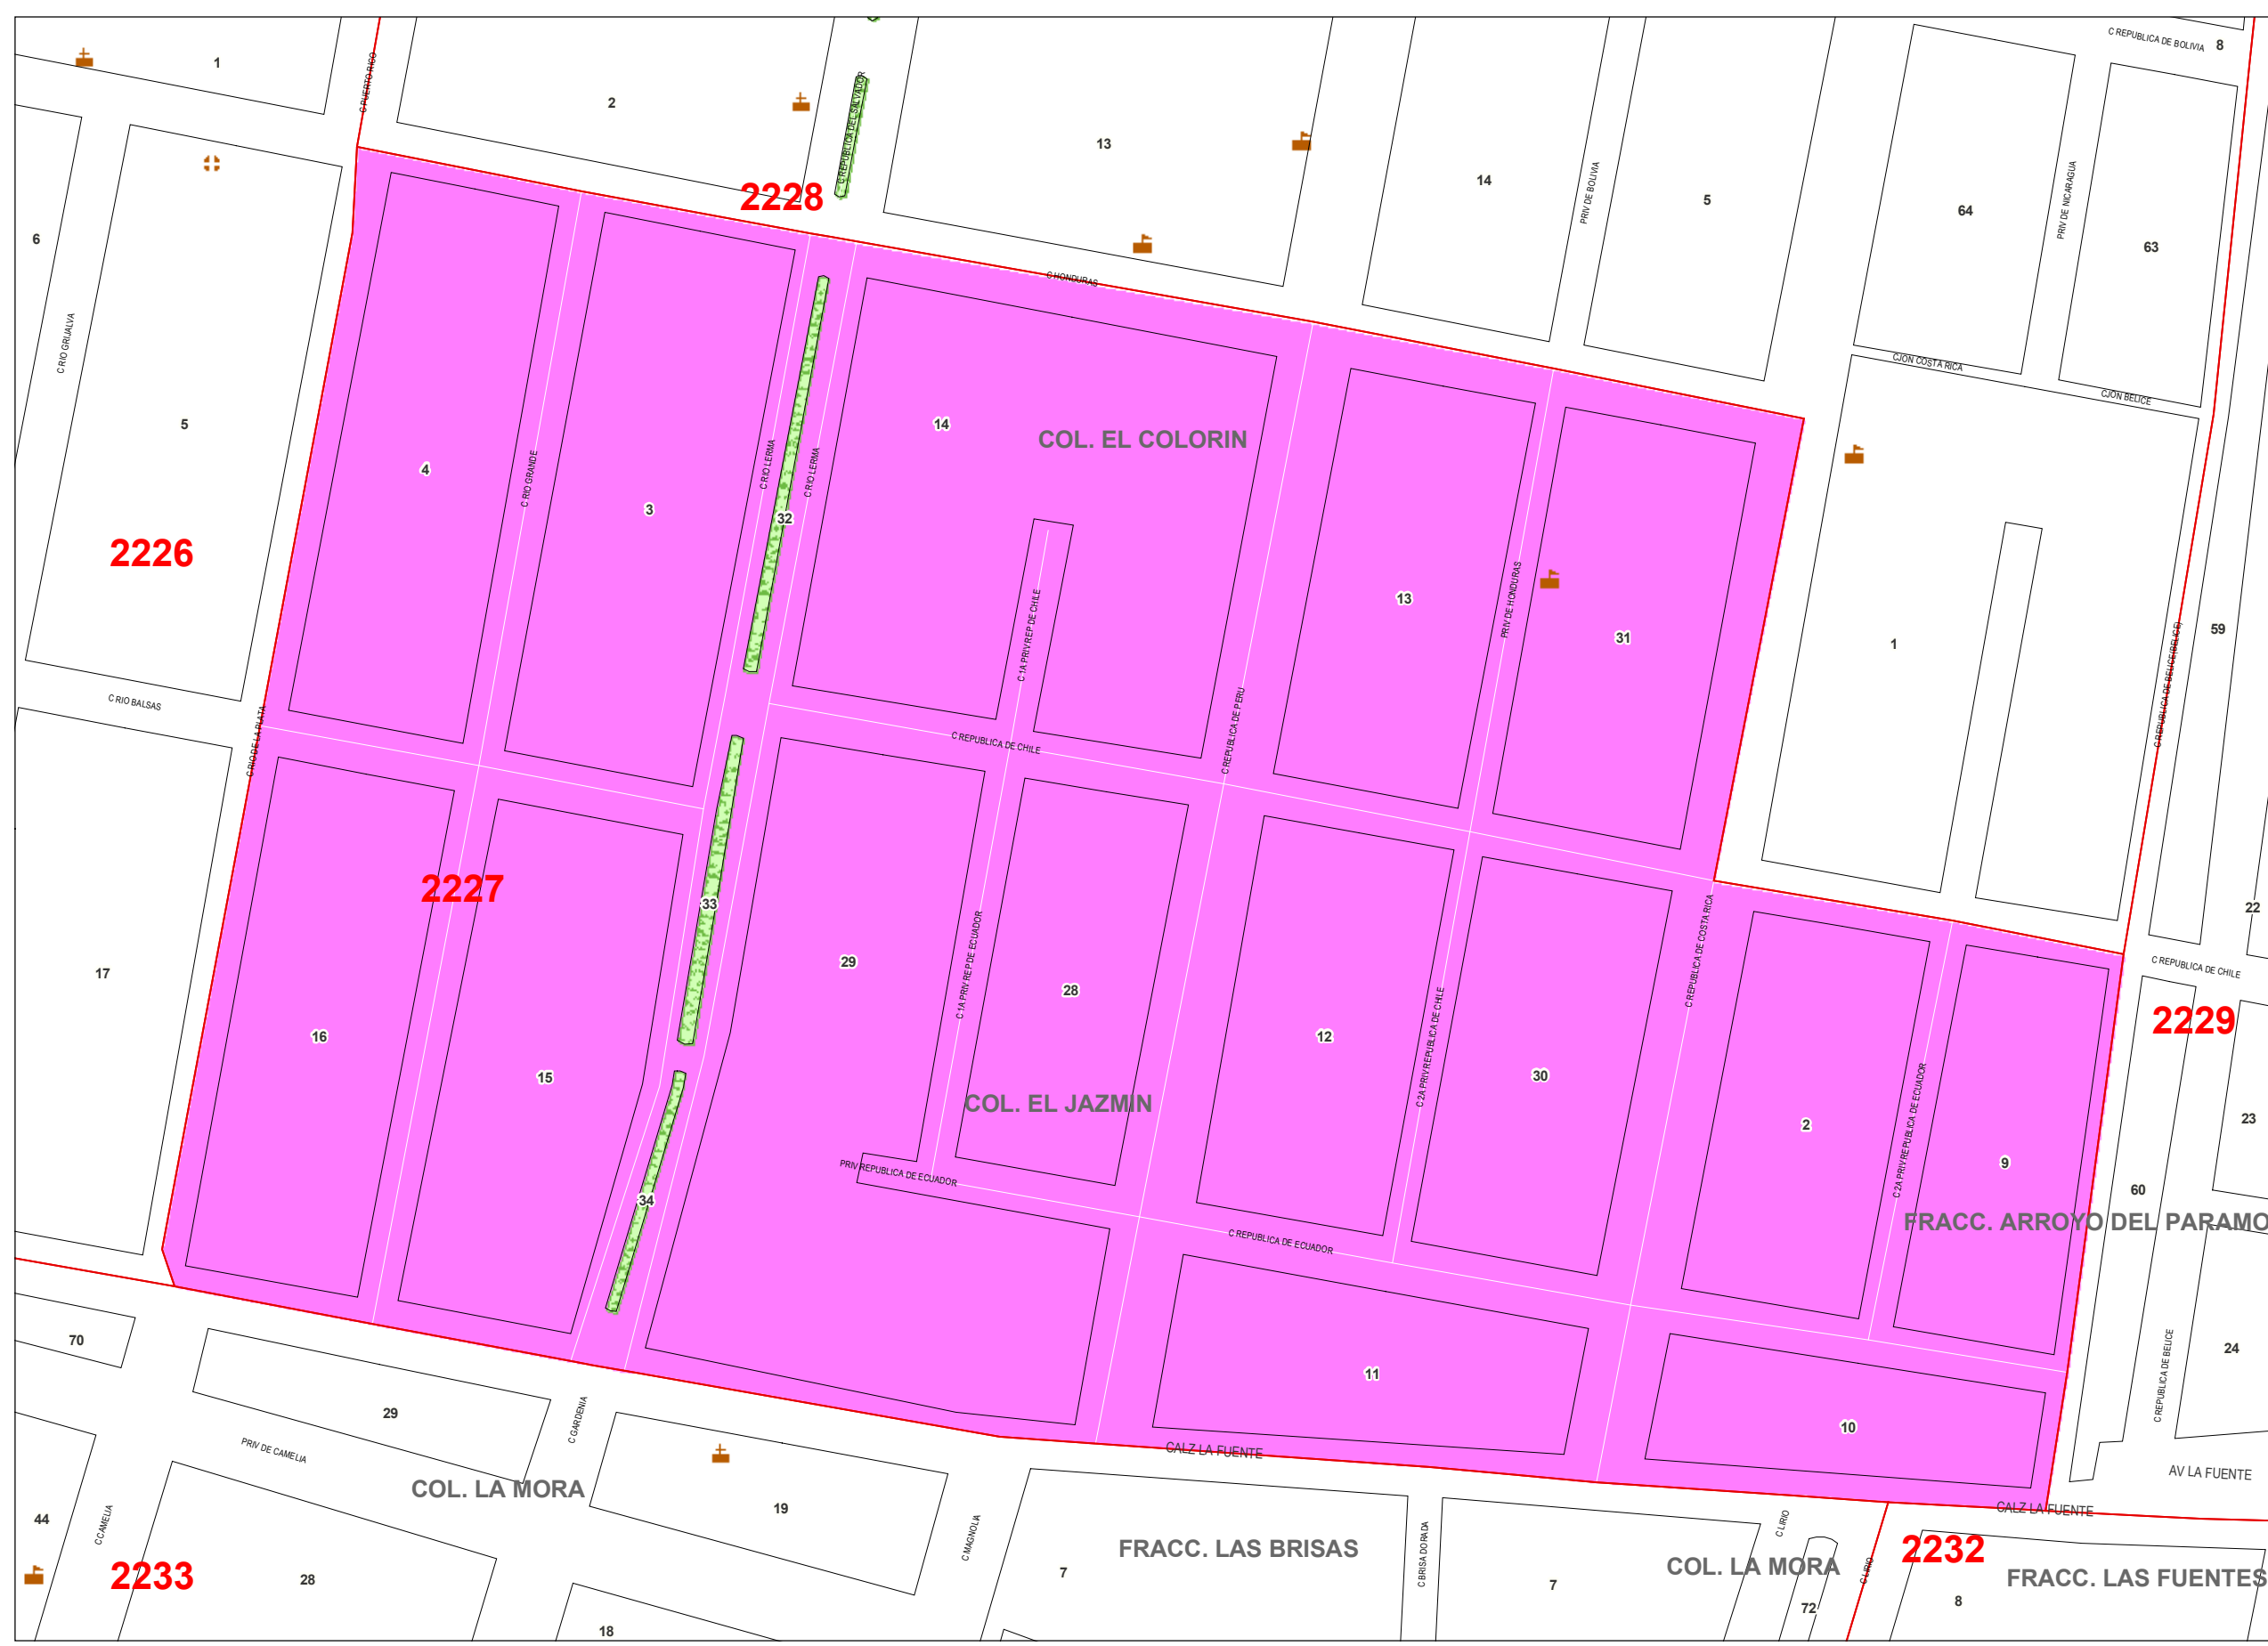 C REPUBLICA DE BOLIVIA
8
1
C PUERTO RICO
2
C REPUBLICA DEL SALVADOR
13
14
PRIV DE BOLIVIA
5
64
PRIV DE NICARAGUA
63
2228
6
C RIO GRIJALVA
C HONDURAS
CJON COSTA RICA
CJON BELICE
5
4
C RIO GRANDE
3
C RIO LERMA
32
C RIO LERMA
14
COL. EL COLORIN
2226
C 1A PRIV REP DE CHILE
13
PRIV DE HONDURAS
31
1
C REPUBLICA DE BELICE(BELICE)
59
C RIO BALSAS
C RIO DE LA PLATA
C REPUBLICA DE CHILE
C REPUBLICA DE PERU
2227
33
22
17
29
C 1A PRIV REP DE ECUADOR
28
C REPUBLICA DE COSTA RICA
C REPUBLICA DE CHILE
2229
16
15
COL. EL JAZMIN
12
C 2A PRIV REPUBLICA DE CHILE
30
2
C 2A PRIV REPUBLICA DE ECUADOR
9
23
60
34
PRIV REPUBLICA DE ECUADOR
C REPUBLICA DE ECUADOR
FRACC. ARROYO DEL PARAMO
70
29
C GARDENIA
11
10
C REPUBLICA DE BELICE
24
PRIV DE CAMELIA
CALZ LA FUENTE
AV LA FUENTE
COL. LA MORA
19
CALZ LA FUENTE
44
C CAMELIA
C MAGNOLIA
FRACC. LAS BRISAS
C BRISA DORADA
C LIRIO
2232
2233
28
7
7
COL. LA MORA
C LIRIO
FRACC. LAS FUENTES
18
72
8